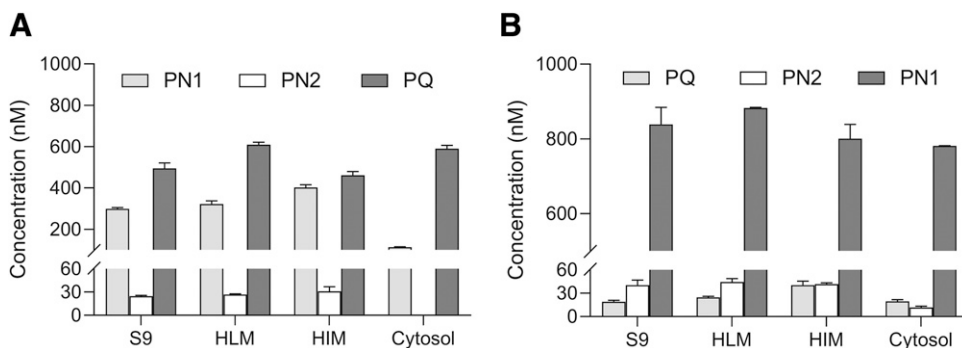 A
Concentration (nM)
1000
800
600
400
200
60
30
0
PN1 PN2 PQ
S9 HLM HIM Cytosol
B
Concentration (nM)
1000
800
600
60
30
0
PQ PN2 PN1
S9 HLM HIM Cytosol